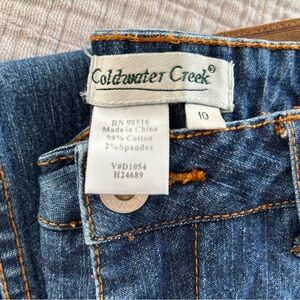 Coldwater Creek®
10
RN 98516
Made in China
98% Cotton
2% Spandex
V#D1054
H24689